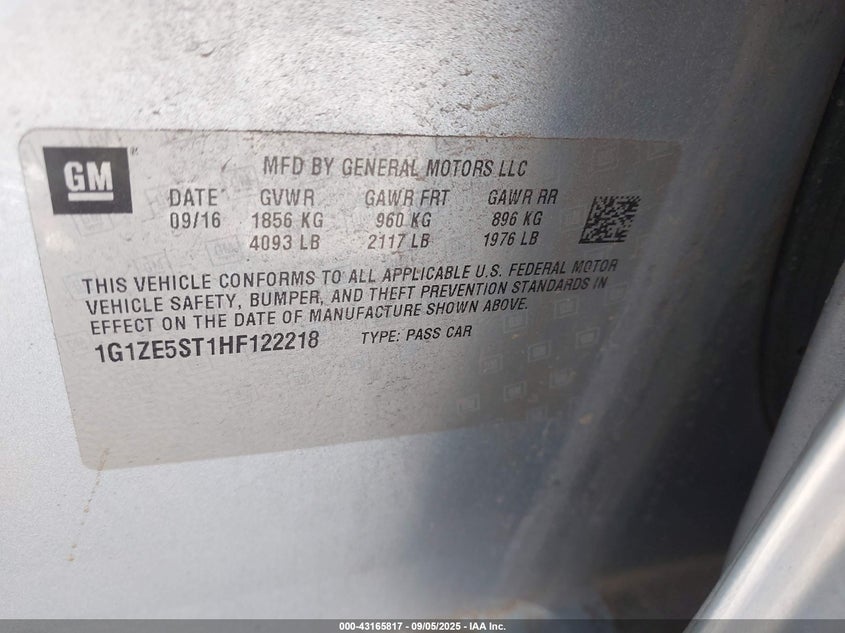 GM
MFD BY GENERAL MOTORS LLC
DATE GVWR GAWR FRT GAWR RR
09/16 1856 KG 960 KG 896 KG
4093 LB 2117 LB 1976 LB
THIS VEHICLE CONFORMS TO ALL APPLICABLE U.S. FEDERAL MOTOR
VEHICLE SAFETY, BUMPER, AND THEFT PREVENTION STANDARDS IN
EFFECT ON THE DATE OF MANUFACTURE SHOWN ABOVE.
1G1ZE5ST1HF122218 TYPE: PASS CAR
000-43165817 - 09/05/2025 - IAA Inc.